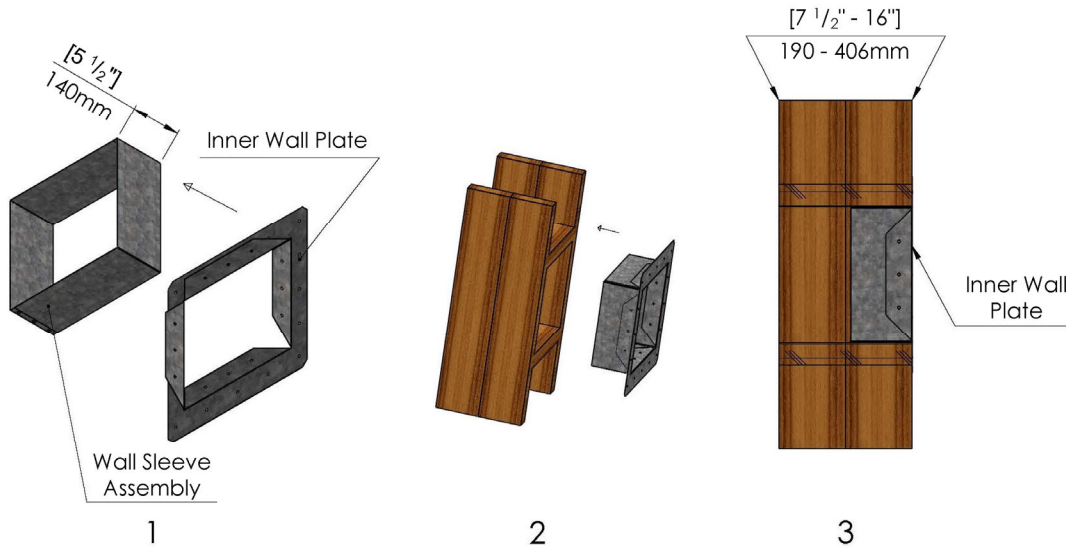 [5 1/2"]
140mm
Inner Wall Plate
Wall Sleeve
Assembly
1
2
[7 1/2" - 16"]
190 - 406mm
Inner Wall
Plate
3